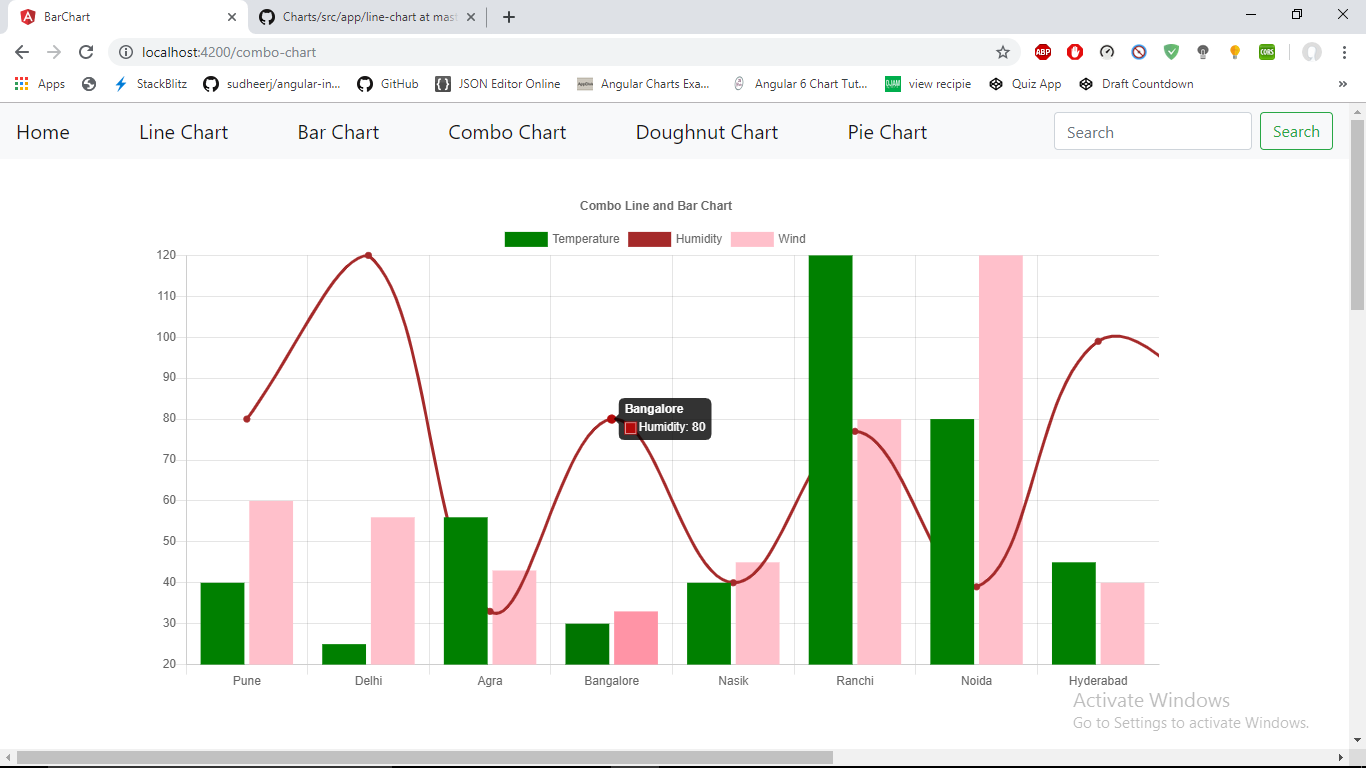 BarChart
Charts/src/app/line-chart at mast
localhost:4200/combo-chart
ABP
CORS
Apps
StackBlitz
sudheerj/angular-in...
GitHub
JSON Editor Online
Angular Charts Exa...
Angular 6 Chart Tut...
view recipie
Quiz App
Draft Countdown
Home
Line Chart
Bar Chart
Combo Chart
Doughnut Chart
Pie Chart
Search
Search
Combo Line and Bar Chart
Temperature
Humidity
Wind
120
110
100
90
80
70
60
50
40
30
20
Bangalore
Humidity: 80
Pune
Delhi
Agra
Bangalore
Nasik
Ranchi
Noida
Hyderabad
Activate Windows
Go to Settings to activate Windows.